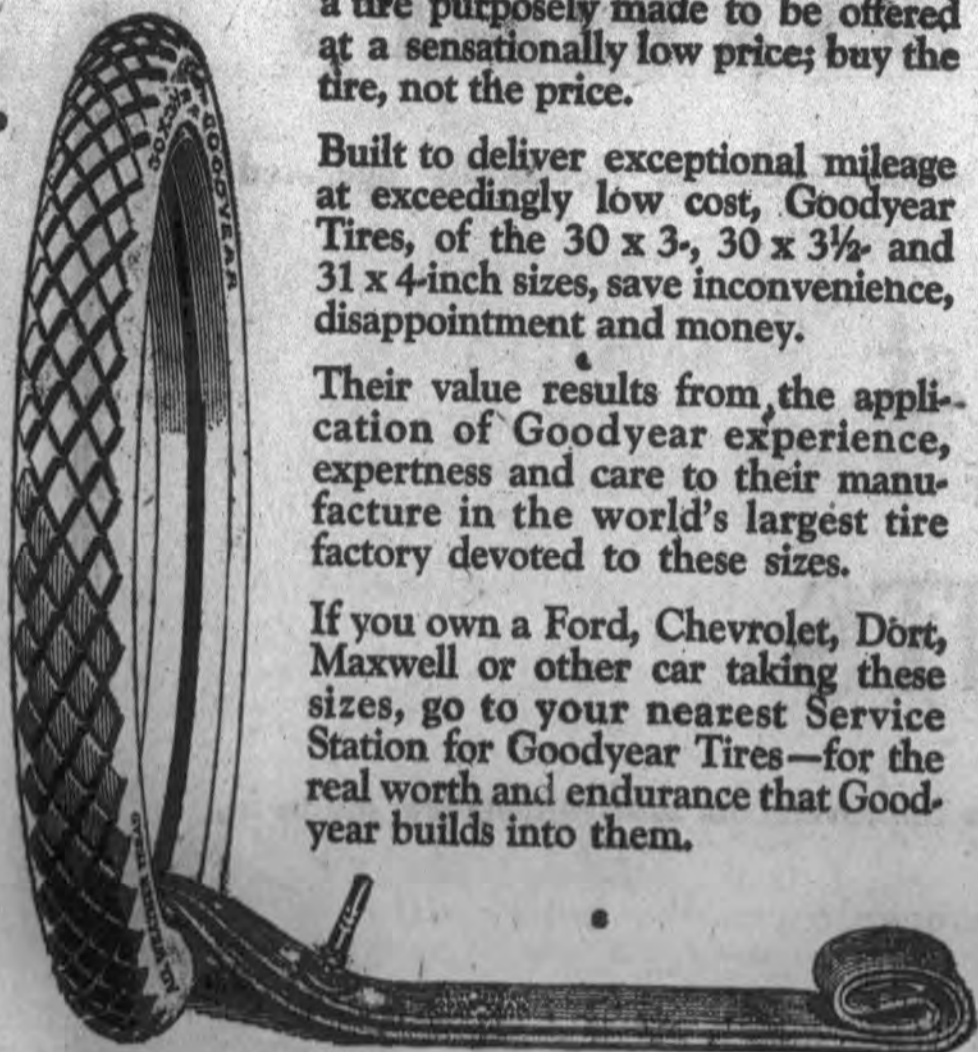 a tire purposely made to be offered
at a sensationally low price; buy the
tire, not the price.
Built to deliver exceptional mileage
at exceedingly low cost, Goodyear
Tires, of the 30 x 3-, 30 x 3½- and
31 x 4-inch sizes, save inconvenience,
disappointment and money.
Their value results from the appli-
cation of Goodyear experience,
expertness and care to their manu-
facture in the world's largest tire
factory devoted to these sizes.
If you own a Ford, Chevrolet, Dort,
Maxwell or other car taking these
sizes, go to your nearest Service
Station for Goodyear Tires—for the
real worth and endurance that Good-
year builds into them.
30X3½ GOODYEAR
ALL WEATHER TREAD